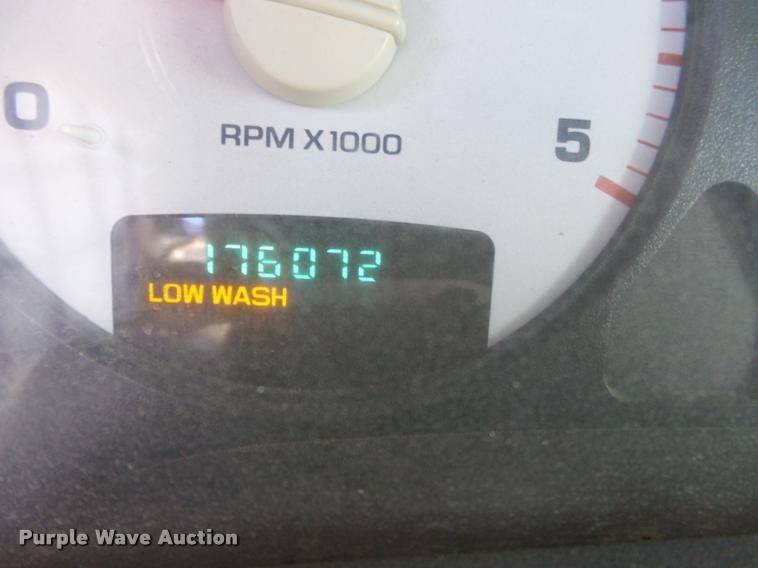 0
RPM X1000
5
176072
LOW WASH
Purple Wave Auction